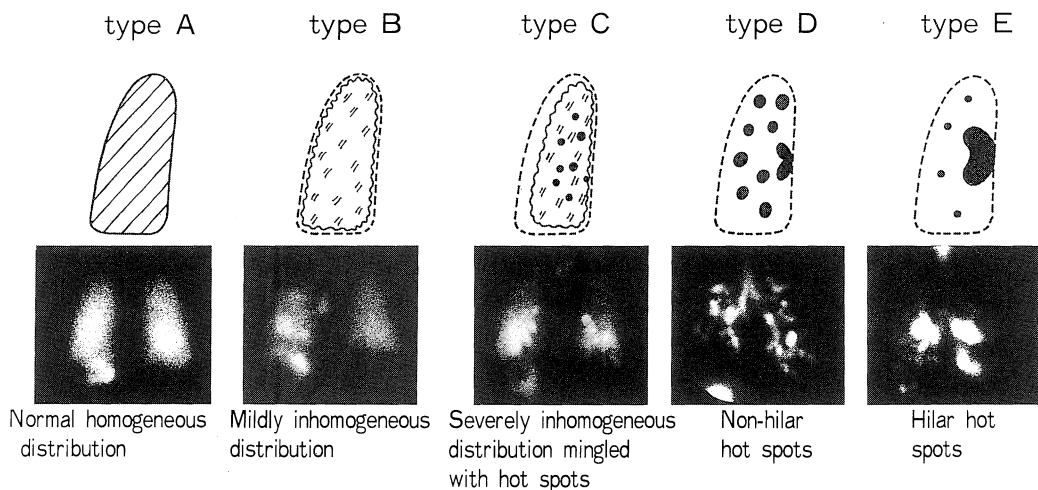 type A
type B
type C
type D
type E
Normal homogeneous
distribution
Mildly inhomogeneous
distribution
Severely inhomogeneous
distribution mingled
with hot spots
Non-hilar
hot spots
Hilar hot
spots